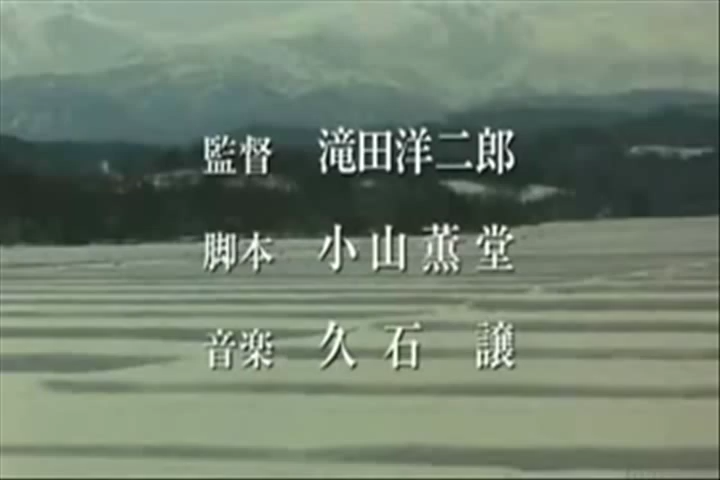 監督 滝田洋二郎
脚本 小山薫堂
音楽 久石 譲